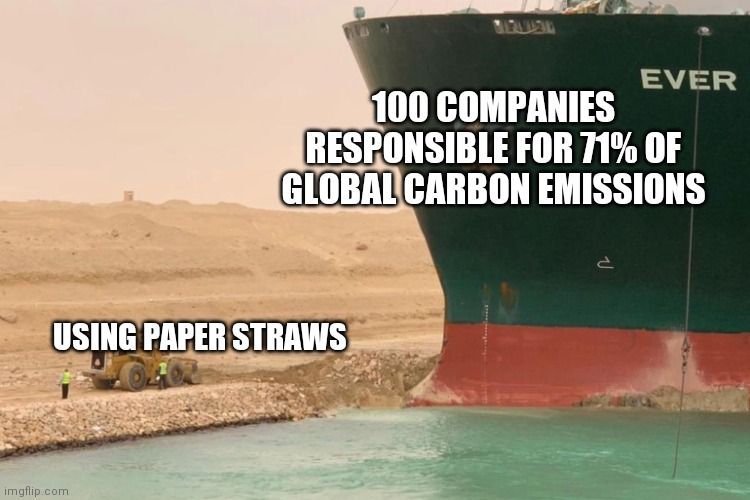 EVER
100 COMPANIES
RESPONSIBLE FOR 71% OF
GLOBAL CARBON EMISSIONS
USING PAPER STRAWS
imgflip.com